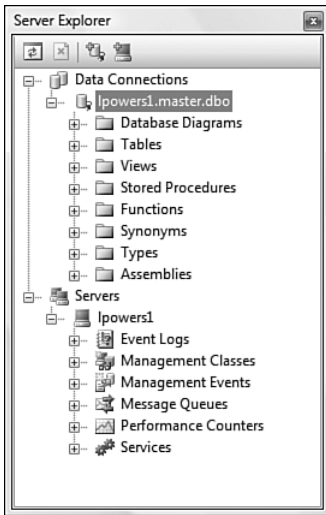 Server Explorer
Data Connections
lpowers1.master.dbo
Database Diagrams
Tables
Views
Stored Procedures
Functions
Synonyms
Types
Assemblies
Servers
lpowers1
Event Logs
Management Classes
Management Events
Message Queues
Performance Counters
Services